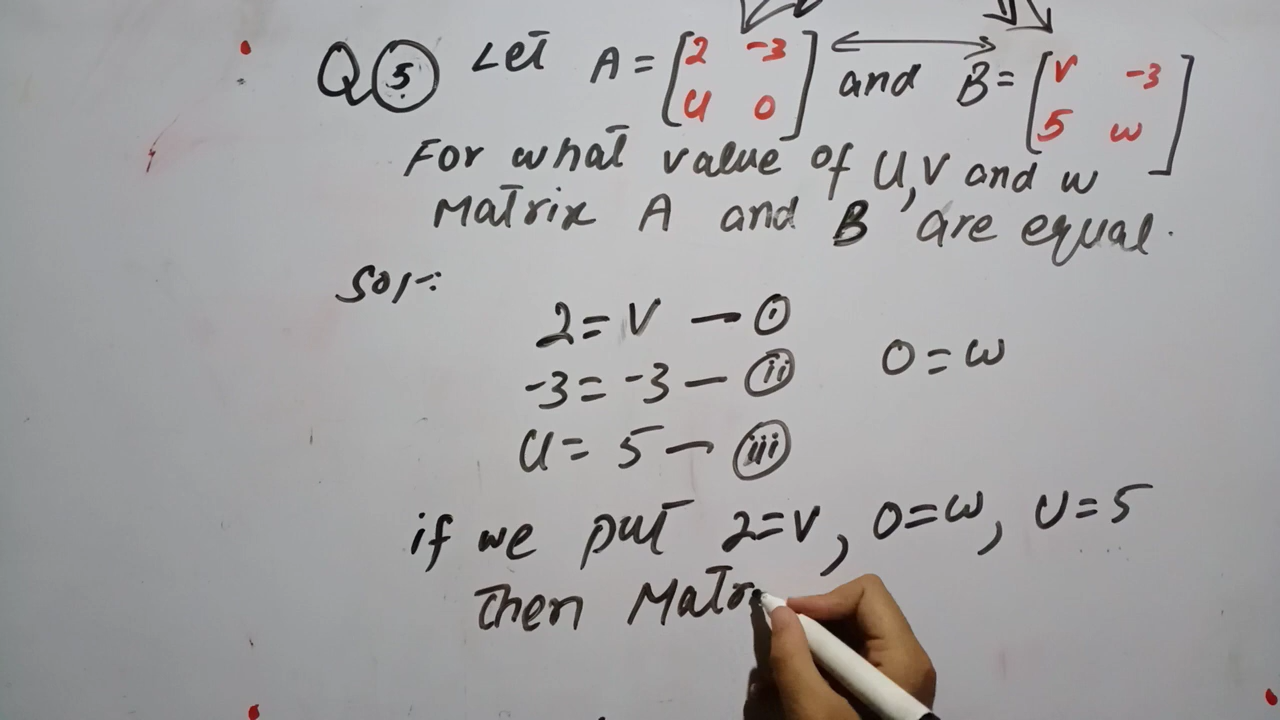 Q⑤ Let A = [2 -3
u 0] and B = [v -3
5 w]
For what value of u, v and w
Matrix A and B are equal.
Sol:-
2 = v — ⓘ
-3 = -3 — ⓘⓘ 0 = w
u = 5 — ⓘⓘⓘ
if we put 2 = v, 0 = w, u = 5
then Matr